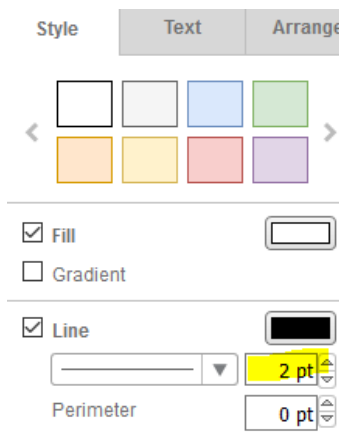 Style Text Arrange
Fill
Gradient
Line
2 pt
Perimeter 0 pt